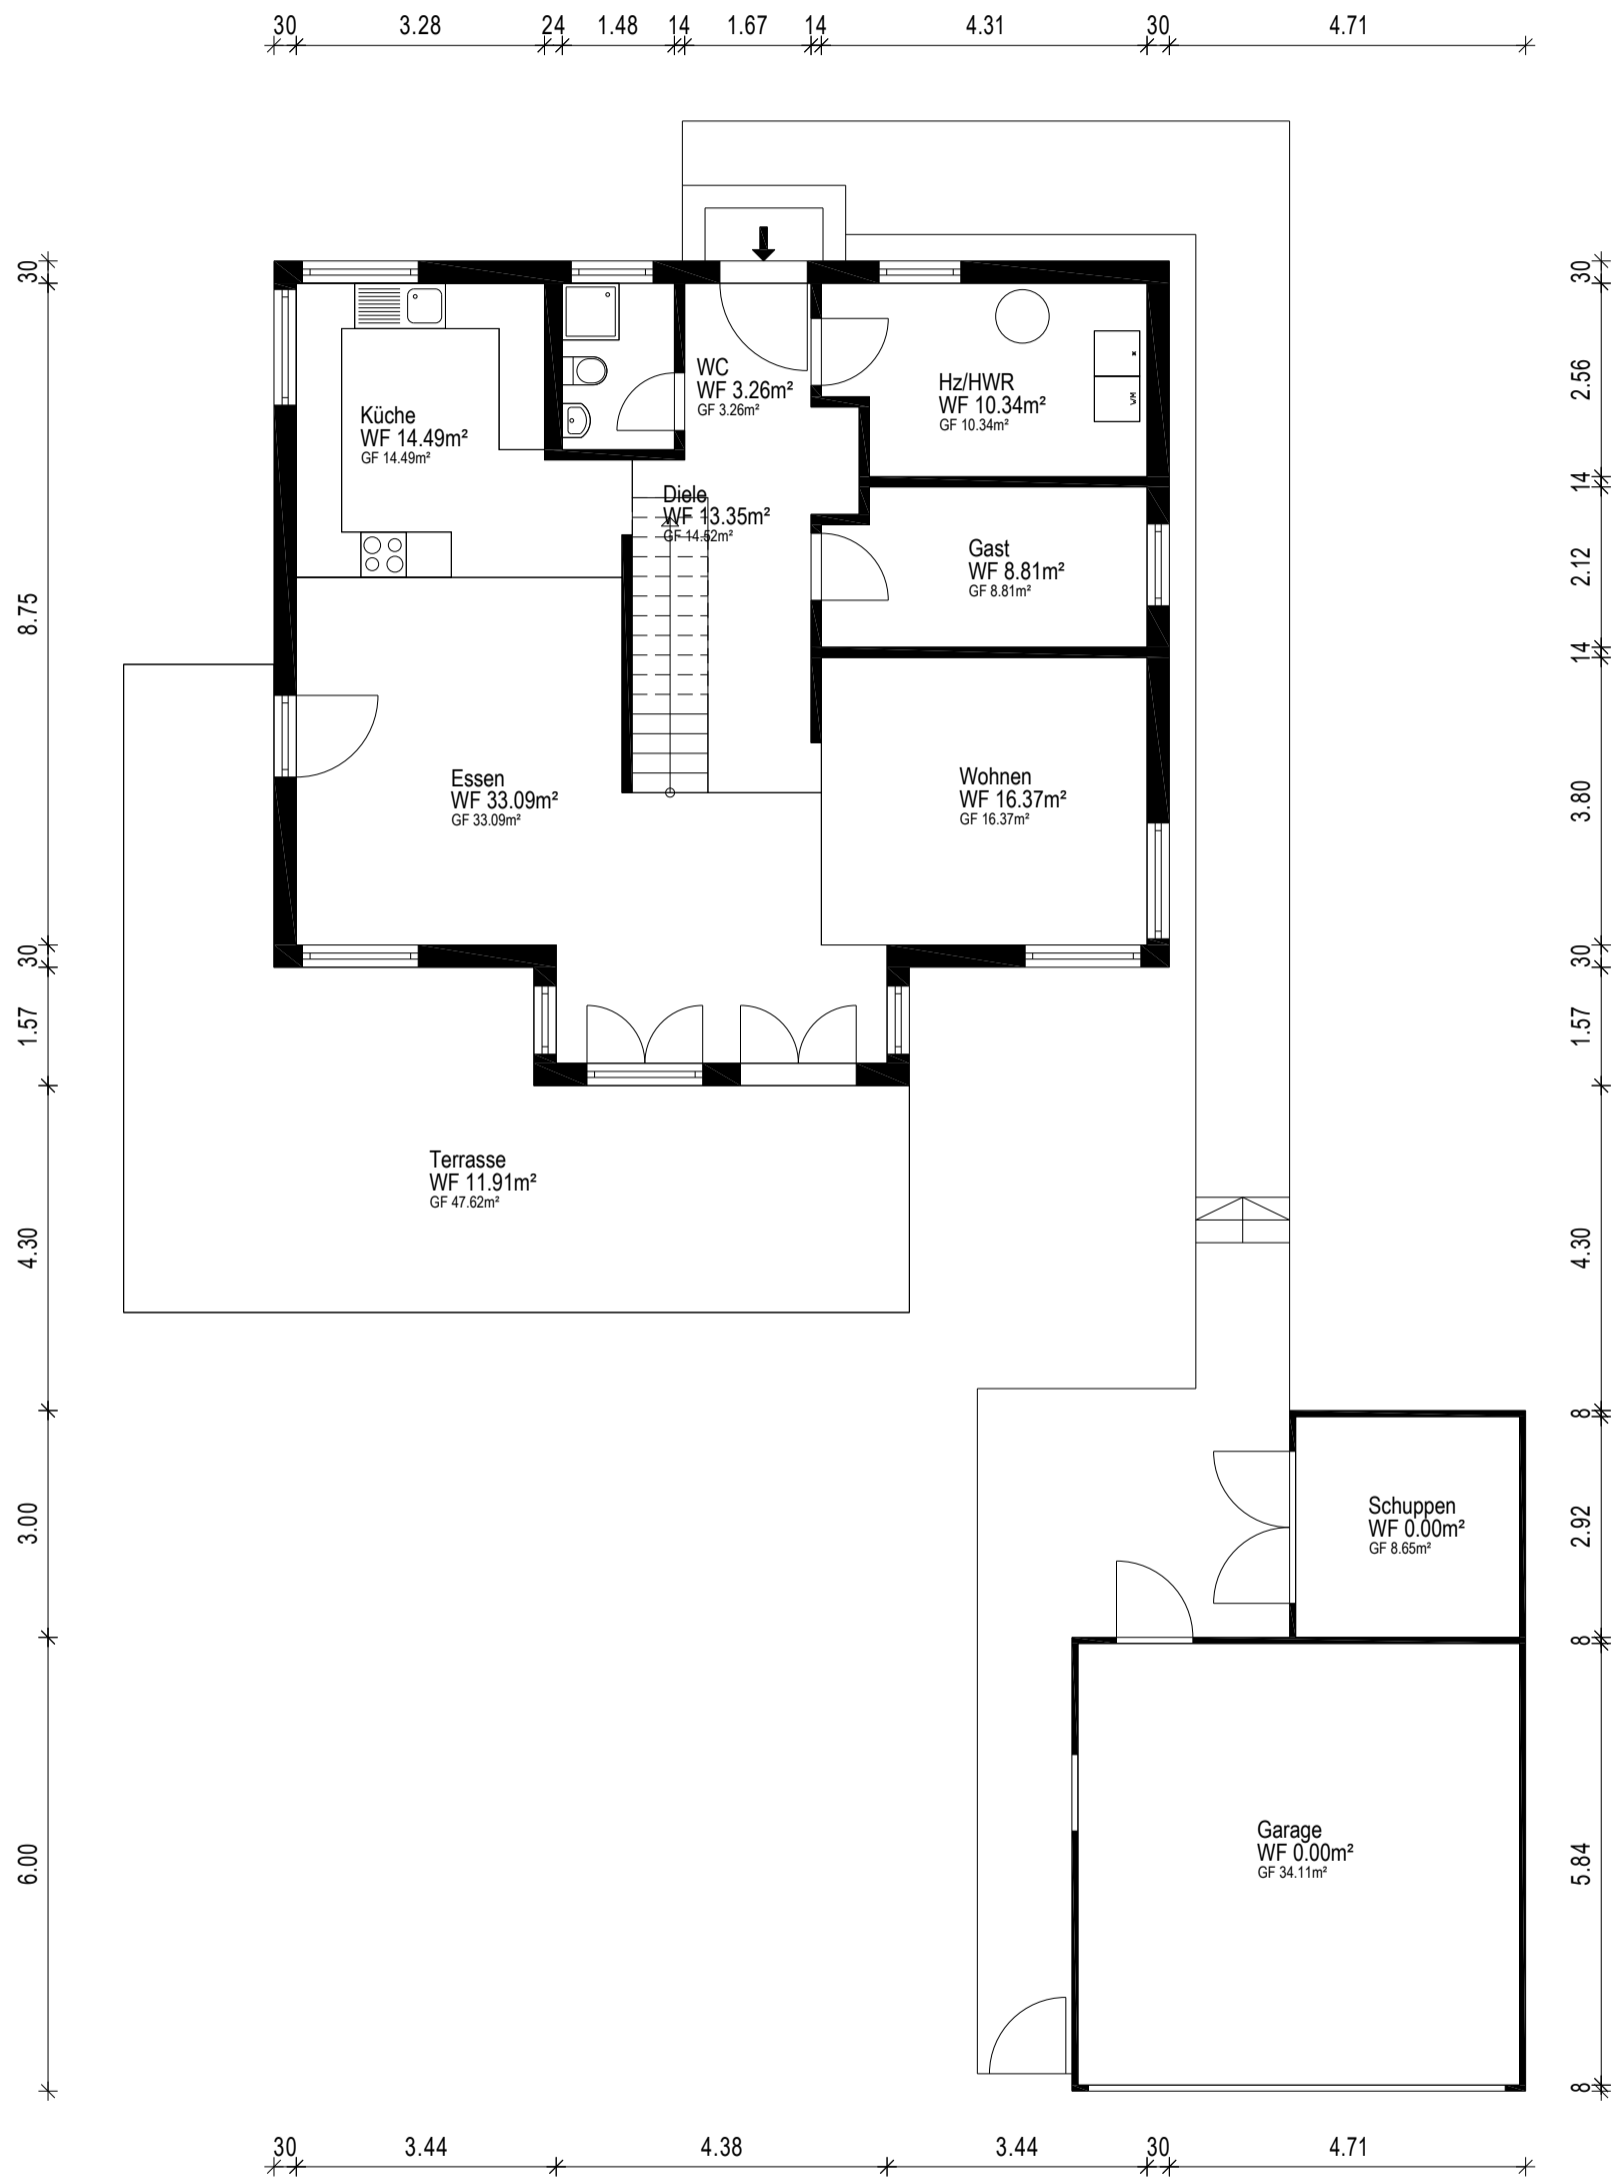 30 3.28 24 1.48 14 1.67 14 4.31 30 4.71
30
8.75
30
1.57
4.30
3.00
6.00
WC
WF 3.26m²
GF 3.26m²
Hz/HWR
WF 10.34m²
GF 10.34m²
WM
Küche
WF 14.49m²
GF 14.49m²
Diele
WF 13.35m²
GF 14.52m²
Gast
WF 8.81m²
GF 8.81m²
Essen
WF 33.09m²
GF 33.09m²
Wohnen
WF 16.37m²
GF 16.37m²
Terrasse
WF 11.91m²
GF 47.62m²
Schuppen
WF 0.00m²
GF 8.65m²
Garage
WF 0.00m²
GF 34.11m²
30
2.56
14
2.12
14
3.80
30
1.57
4.30
8
2.92
8
5.84
8
30 3.44 4.38 3.44 30 4.71